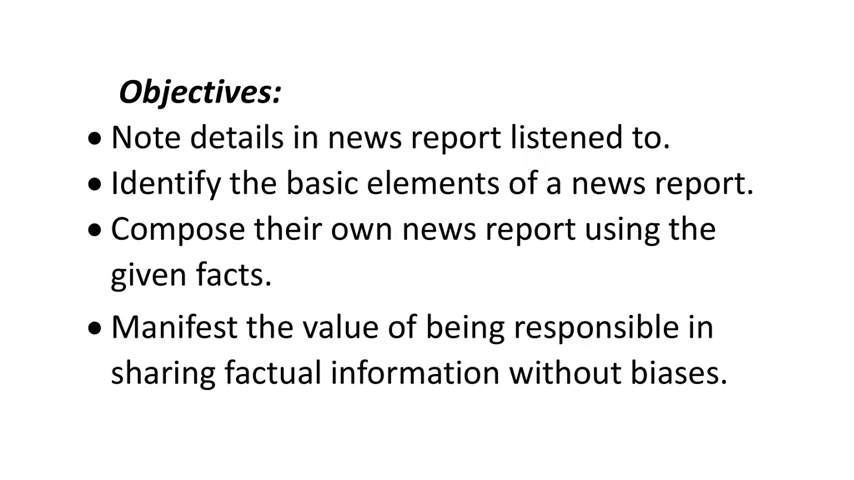 Objectives:
• Note details in news report listened to.
• Identify the basic elements of a news report.
• Compose their own news report using the
given facts.
• Manifest the value of being responsible in
sharing factual information without biases.